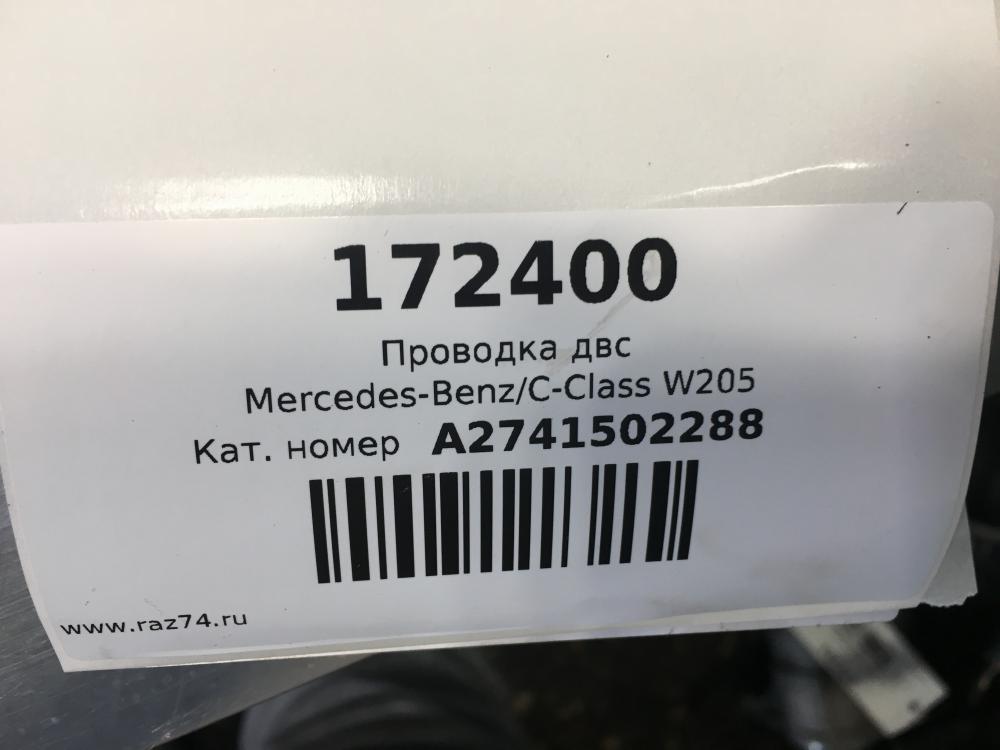 172400
Проводка двс
Mercedes-Benz/C-Class W205
Кат. номер A2741502288
www.raz74.ru